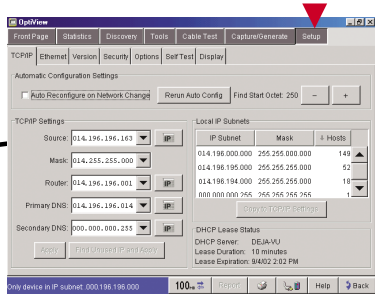 OptiView
Front Page Statistics Discovery Tools Cable Test Capture/Generate Setup
TCP/IP Ethernet Version Security Options Self Test Display
Automatic Configuration Settings
Auto Reconfigure on Network Change Rerun Auto Config Find Start Octet: 250 - +
TCP/IP Settings
Source: 014.196.196.163 IP
Mask: 014.255.255.000
Router: 014.196.196.001 IP
Primary DNS: 014.196.196.014 IP
Secondary DNS: 000.000.000.255 IP
Apply Find Unused IP and Apply
Local IP Subnets
IP Subnet Mask Hosts
014.196.000.000 255.255.000.000 149
014.196.196.000 255.255.255.000 52
014.196.194.000 255.255.255.000 18
000.000.000.255 255.255.255.255 1
Copy to TCP/IP Settings
DHCP Lease Status
DHCP Server: DEJA-VU
Lease Duration: 10 minutes
Lease Expiration: 9/4/02 2:02 PM
Only device in IP subnet .000.196.196.000 100 Report Help Back